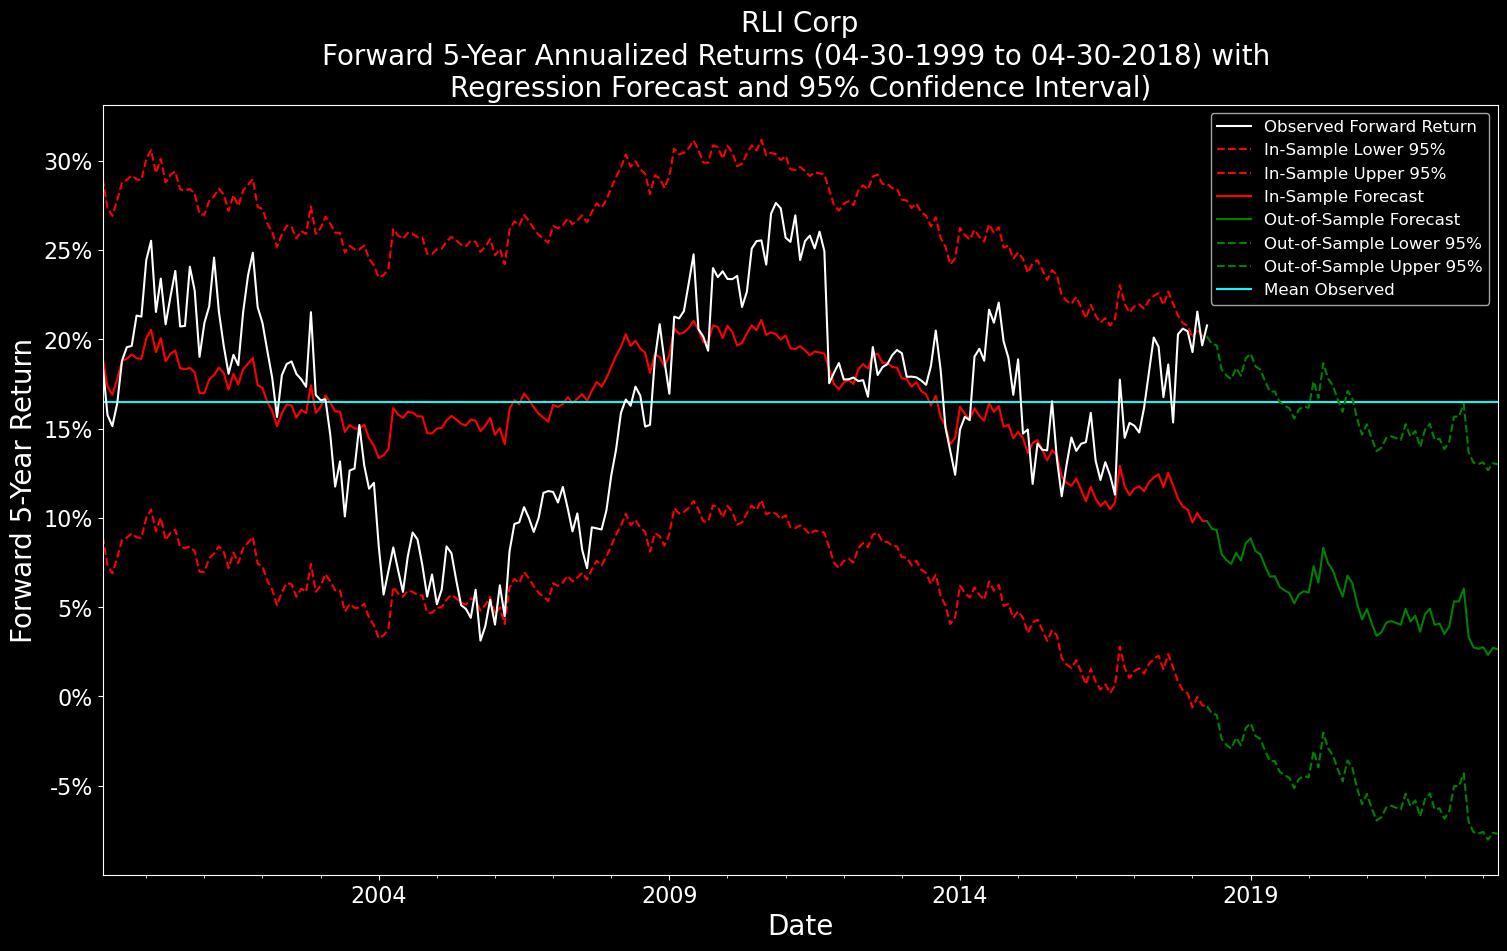 RLI Corp
Forward 5-Year Annualized Returns (04-30-1999 to 04-30-2018) with
Regression Forecast and 95% Confidence Interval)
Observed Forward Return
In-Sample Lower 95%
In-Sample Upper 95%
In-Sample Forecast
Out-of-Sample Forecast
Out-of-Sample Lower 95%
Out-of-Sample Upper 95%
Mean Observed
Forward 5-Year Return
30%
25%
20%
15%
10%
5%
0%
-5%
2004
2009
2014
2019
Date